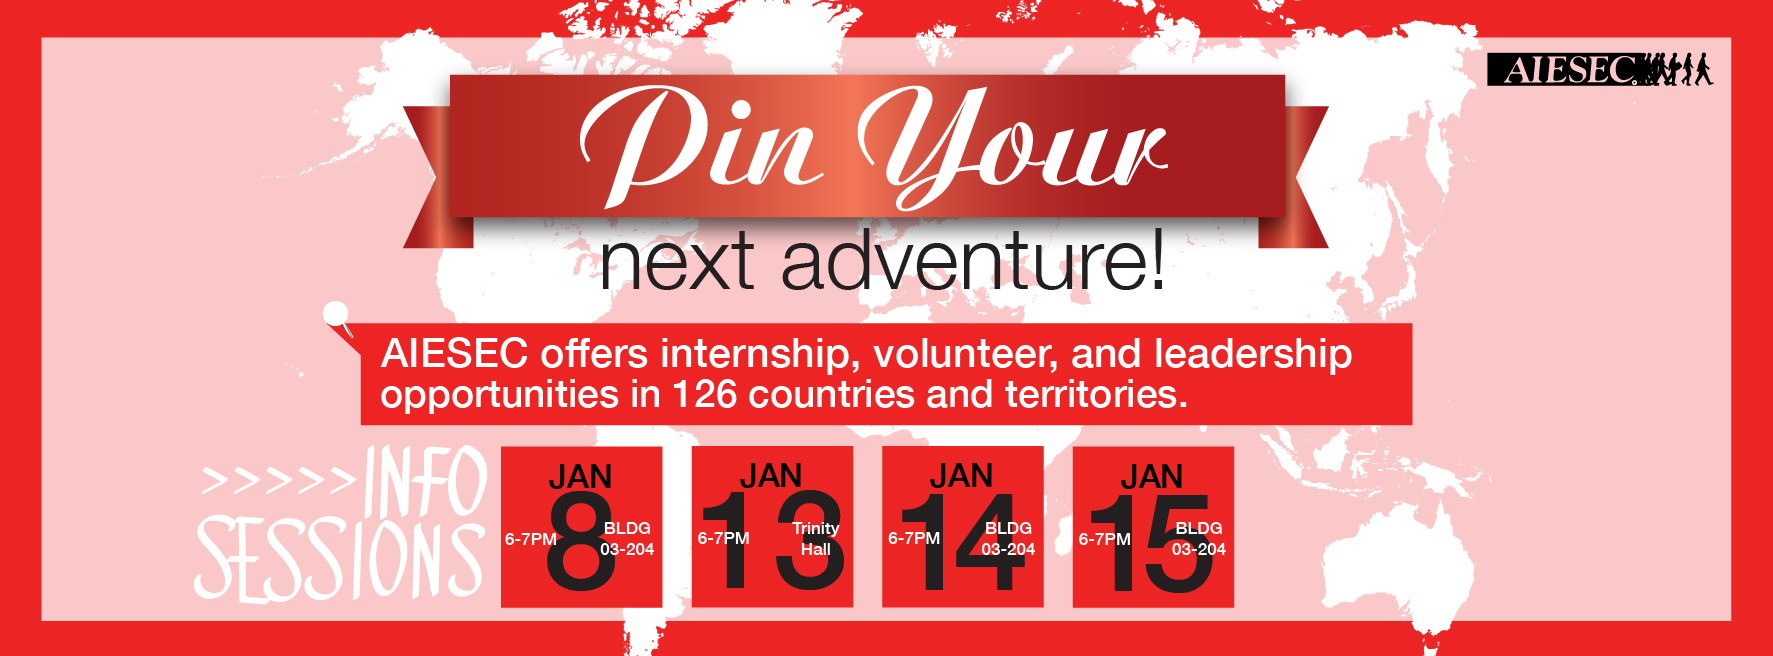 AIESEC
Pin Your
next adventure!
AIESEC offers internship, volunteer, and leadership
opportunities in 126 countries and territories.
>>>>> INFO
SESSIONS
JAN
8
6-7PM
BLDG
03-204
JAN
13
6-7PM
Trinity
Hall
JAN
14
6-7PM
BLDG
03-204
JAN
15
6-7PM
BLDG
03-204